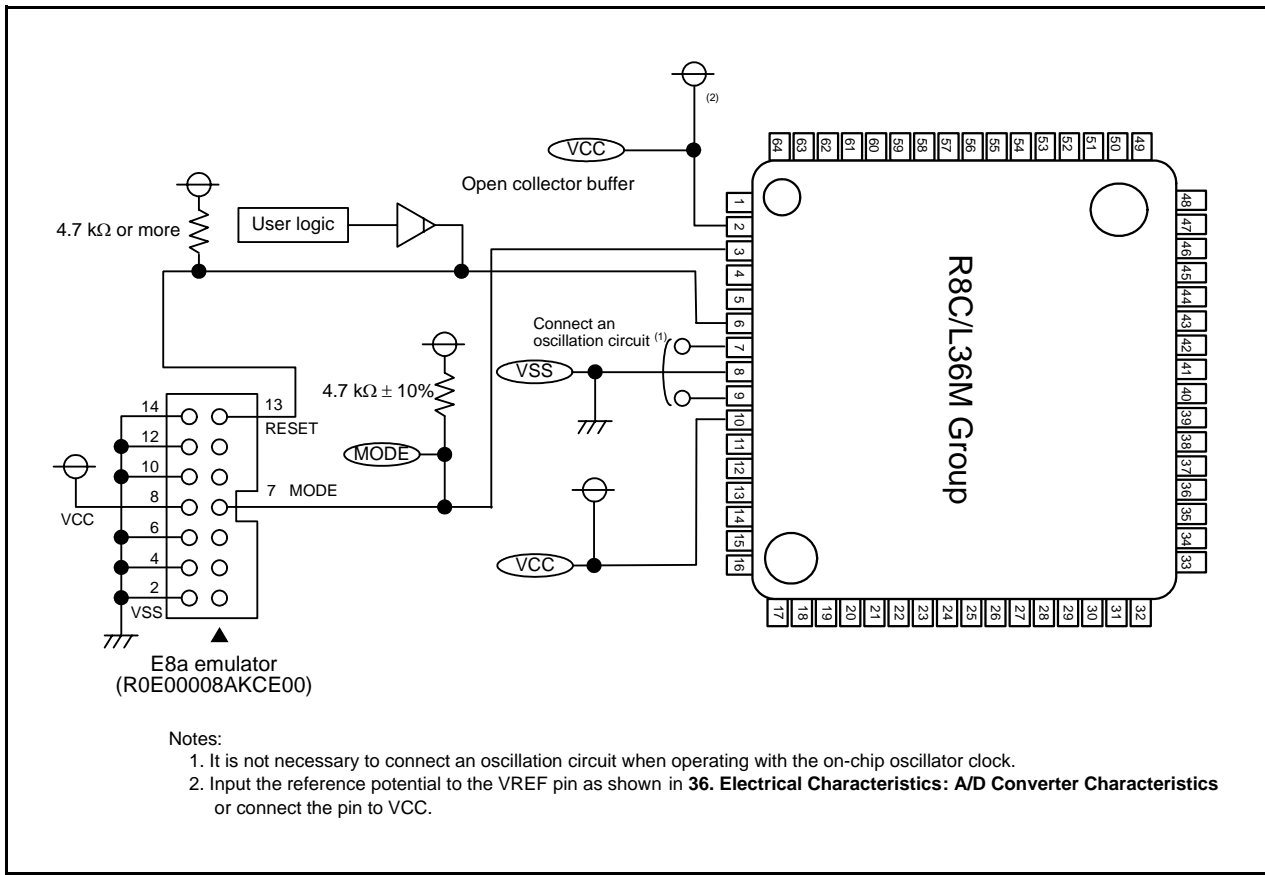 (2)
VCC
Open collector buffer
4.7 kΩ or more
User logic
Connect an
oscillation circuit (1)
VSS
4.7 kΩ ± 10%
MODE
VCC
14
13
RESET
12
10
8
7 MODE
VCC
6
4
2
VSS
E8a emulator
(R0E00008AKCE00)
64 63 62 61 60 59 58 57 56 55 54 53 52 51 50 49
1
2
3
4
5
6
7
8
9
10
11
12
13
14
15
16
R8C/L36M Group
48
47
46
45
44
43
42
41
40
39
38
37
36
35
34
33
17 18 19 20 21 22 23 24 25 26 27 28 29 30 31 32
Notes:
1. It is not necessary to connect an oscillation circuit when operating with the on-chip oscillator clock.
2. Input the reference potential to the VREF pin as shown in 36. Electrical Characteristics: A/D Converter Characteristics
or connect the pin to VCC.